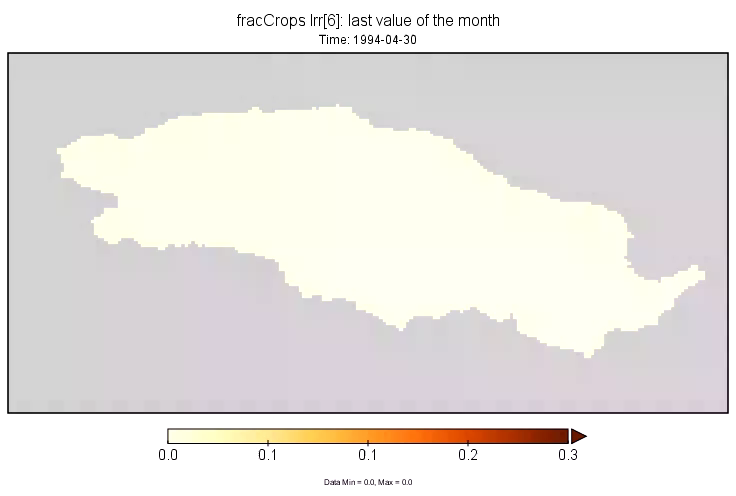 fracCrops Irr[6]: last value of the month
Time: 1994-04-30
0.0 0.1 0.1 0.2 0.3
Data Min = 0.0, Max = 0.0